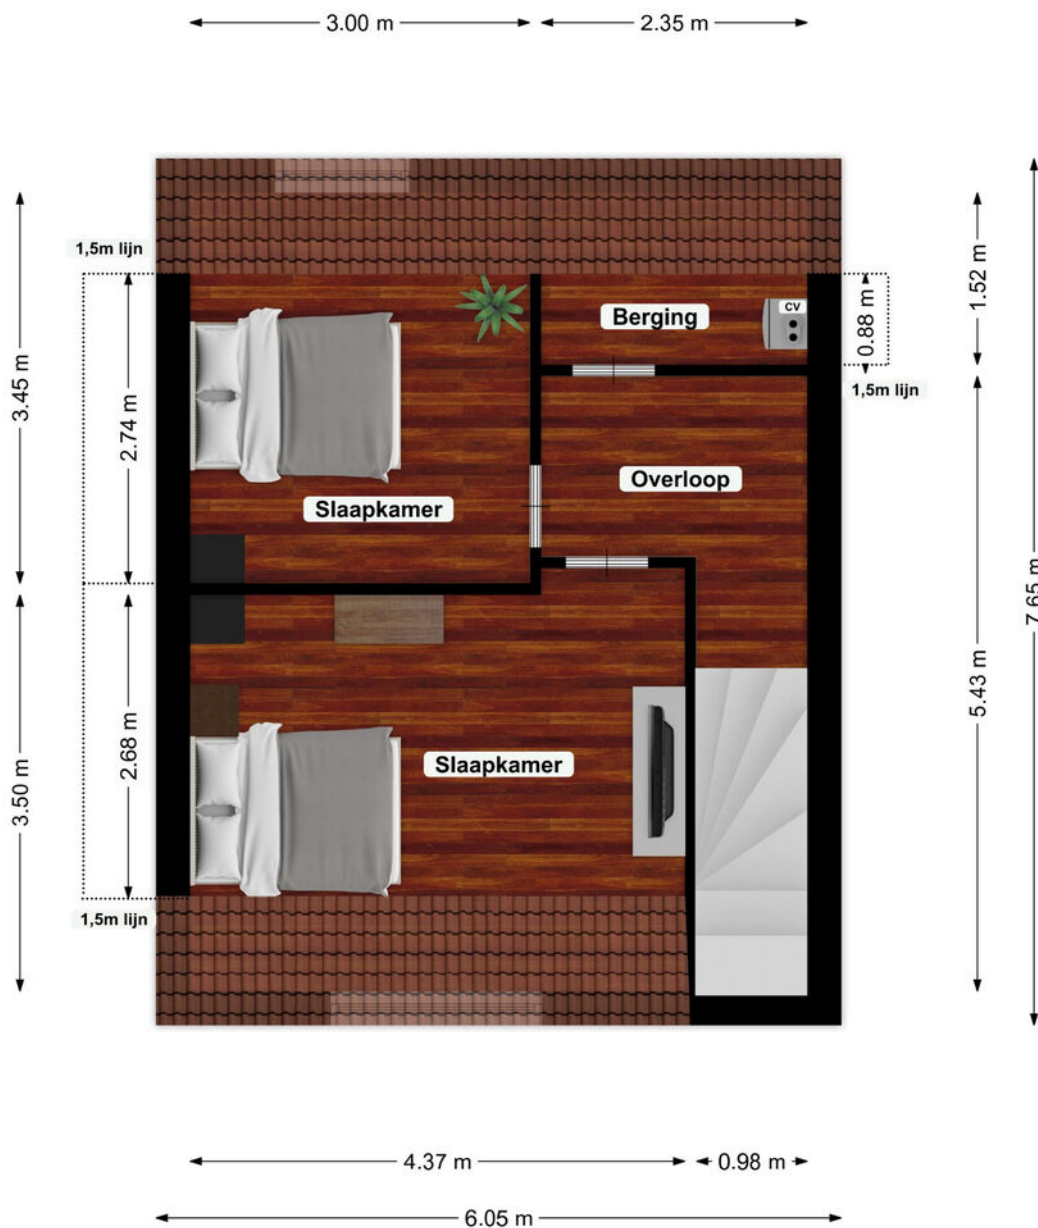 3.00 m
2.35 m
1,5m lijn
3.45 m
2.74 m
Slaapkamer
Berging
CV
0.88 m
1.52 m
1,5m lijn
Overloop
7.65 m
5.43 m
3.50 m
2.68 m
Slaapkamer
1,5m lijn
4.37 m
0.98 m
6.05 m